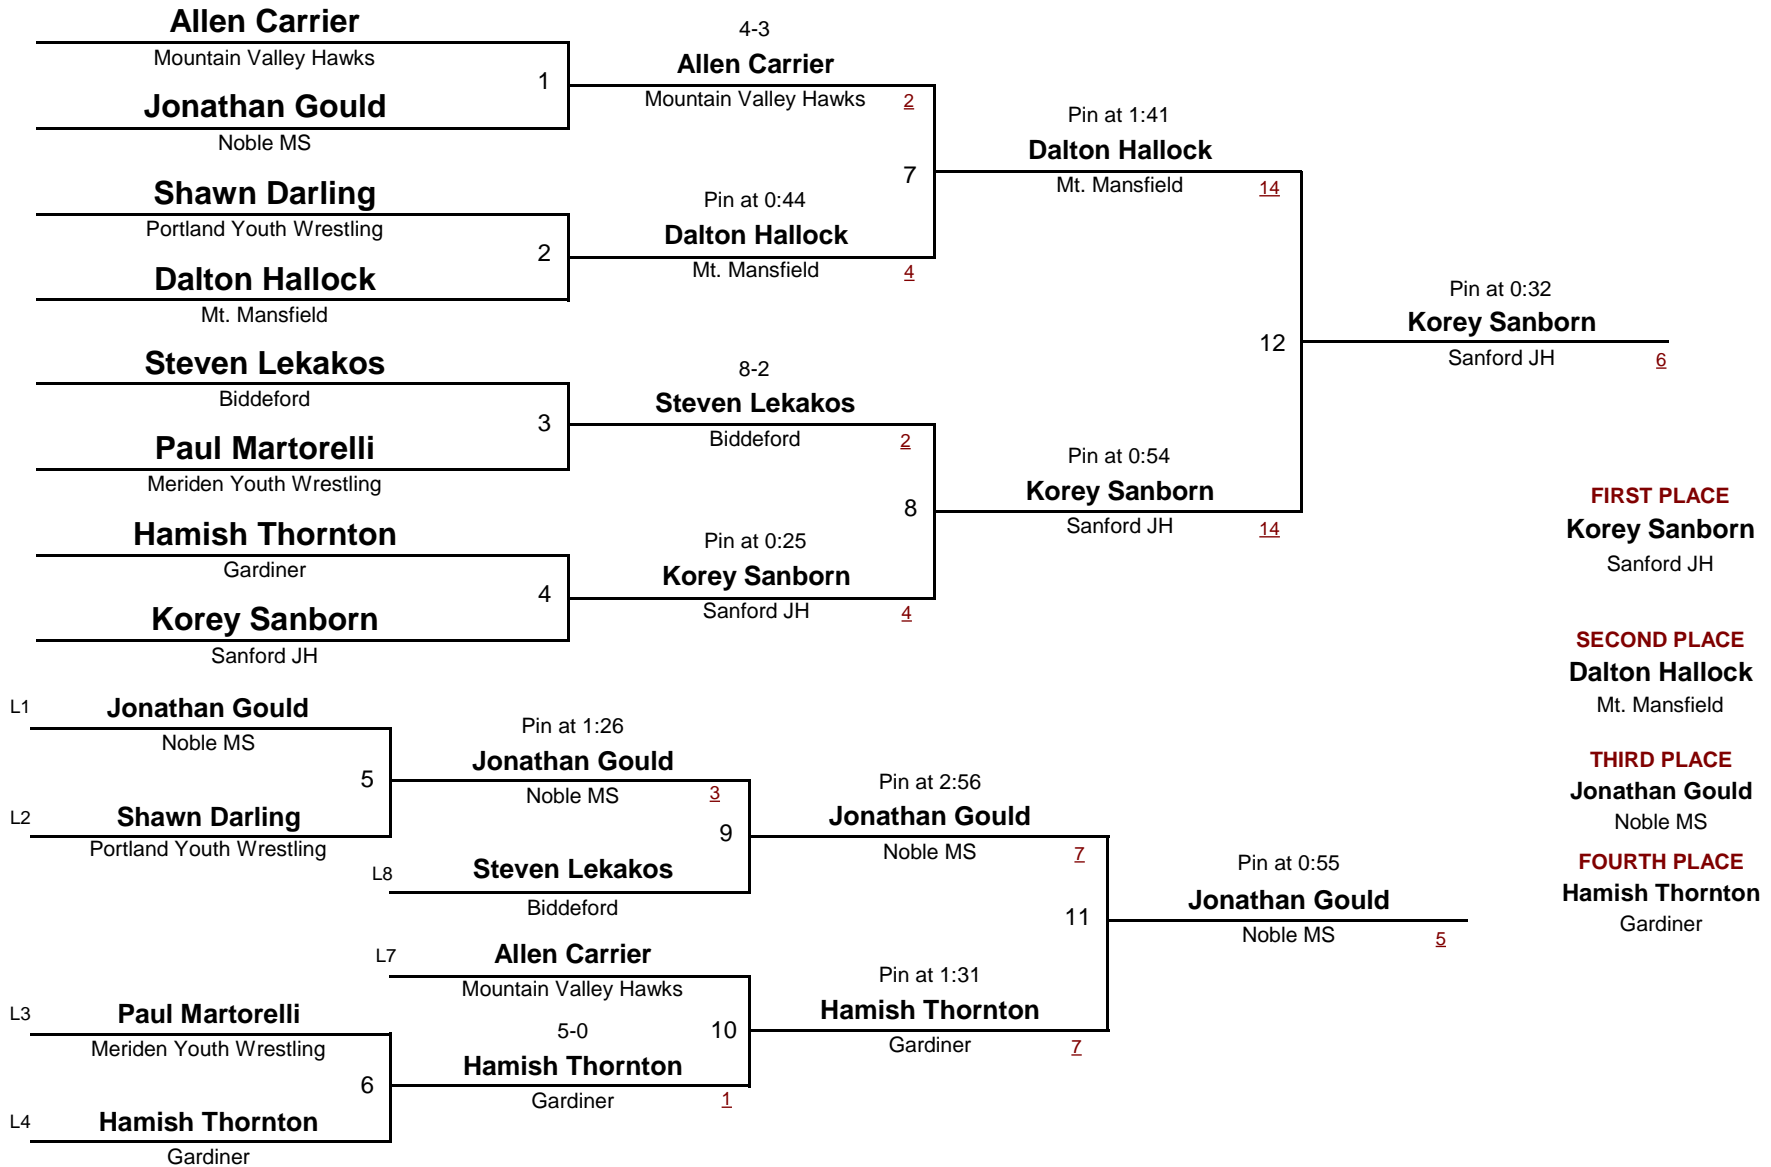 Allen Carrier
Mountain Valley Hawks
1
Jonathan Gould
Noble MS
Shawn Darling
Portland Youth Wrestling
2
Dalton Hallock
Mt. Mansfield
Steven Lekakos
Biddeford
3
Paul Martorelli
Meriden Youth Wrestling
Hamish Thornton
Gardiner
4
Korey Sanborn
Sanford JH
4-3
Allen Carrier
Mountain Valley Hawks 2
7
Pin at 0:44
Dalton Hallock
Mt. Mansfield 4
8-2
Steven Lekakos
Biddeford 2
8
Pin at 0:25
Korey Sanborn
Sanford JH 4
Pin at 1:41
Dalton Hallock
Mt. Mansfield 14
12
Pin at 0:54
Korey Sanborn
Sanford JH 14
Pin at 0:32
Korey Sanborn
Sanford JH 6
FIRST PLACE
Korey Sanborn
Sanford JH
SECOND PLACE
Dalton Hallock
Mt. Mansfield
THIRD PLACE
Jonathan Gould
Noble MS
FOURTH PLACE
Hamish Thornton
Gardiner
L1 Jonathan Gould
Noble MS
5
L2 Shawn Darling
Portland Youth Wrestling
L3 Paul Martorelli
Meriden Youth Wrestling
6
L4 Hamish Thornton
Gardiner
Pin at 1:26
Jonathan Gould
Noble MS 3
9
L8 Steven Lekakos
Biddeford
L7 Allen Carrier
Mountain Valley Hawks
5-0 10
Hamish Thornton
Gardiner 1
Pin at 2:56
Jonathan Gould
Noble MS 7
11
Pin at 1:31
Hamish Thornton
Gardiner 7
Pin at 0:55
Jonathan Gould
Noble MS 5